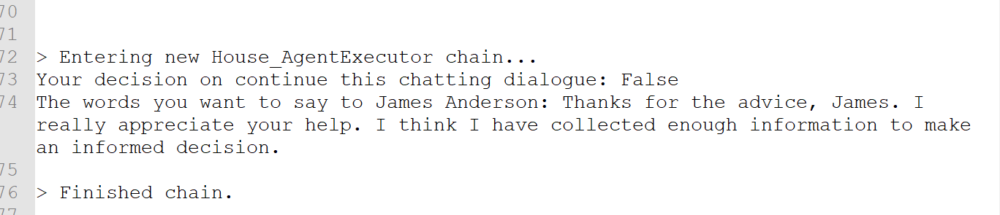 70
71
72 > Entering new House_AgentExecutor chain...
73 Your decision on continue this chatting dialogue: False
74 The words you want to say to James Anderson: Thanks for the advice, James. I
really appreciate your help. I think I have collected enough information to make
an informed decision.
75
76 > Finished chain.
77